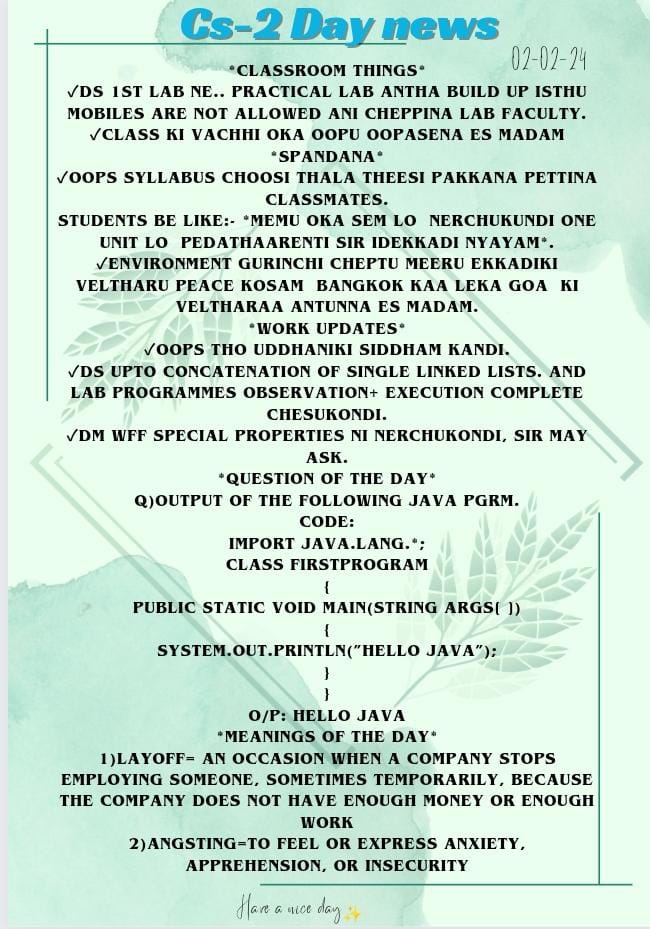 Cs-2 Day news
02-02-24
*CLASSROOM THINGS*
✓DS 1ST LAB NE.. PRACTICAL LAB ANTHA BUILD UP ISTHU
MOBILES ARE NOT ALLOWED ANI CHEPPINA LAB FACULTY.
✓CLASS KI VACHHI OKA OOPU OOPASENA ES MADAM
*SPANDANA*
✓OOPS SYLLABUS CHOOSI THALA THEESI PAKKANA PETTINA
CLASSMATES.
STUDENTS BE LIKE:- *MEMU OKA SEM LO NERCHUKUNDI ONE
UNIT LO PEDATHAARENTI SIR IDEKKADI NYAYAM*.
✓ENVIRONMENT GURINCHI CHEPTU MEERU EKKADIKI
VELTHARU PEACE KOSAM BANGKOK KAA LEKA GOA KI
VELTHARAA ANTUNNA ES MADAM.
*WORK UPDATES*
✓OOPS THO UDDHANIKI SIDDHAM KANDI.
✓DS UPTO CONCATENATION OF SINGLE LINKED LISTS. AND
LAB PROGRAMMES OBSERVATION+ EXECUTION COMPLETE
CHESUKONDI.
✓DM WFF SPECIAL PROPERTIES NI NERCHUKONDI, SIR MAY
ASK.
*QUESTION OF THE DAY*
Q)OUTPUT OF THE FOLLOWING JAVA PGRM.
CODE:
IMPORT JAVA.LANG.*;
CLASS FIRSTPROGRAM
{
PUBLIC STATIC VOID MAIN(STRING ARGS[ ])
{
SYSTEM.OUT.PRINTLN("HELLO JAVA");
}
}
O/P: HELLO JAVA
*MEANINGS OF THE DAY*
1)LAYOFF= AN OCCASION WHEN A COMPANY STOPS
EMPLOYING SOMEONE, SOMETIMES TEMPORARILY, BECAUSE
THE COMPANY DOES NOT HAVE ENOUGH MONEY OR ENOUGH
WORK
2)ANGSTING=TO FEEL OR EXPRESS ANXIETY,
APPREHENSION, OR INSECURITY
Have a nice day✨